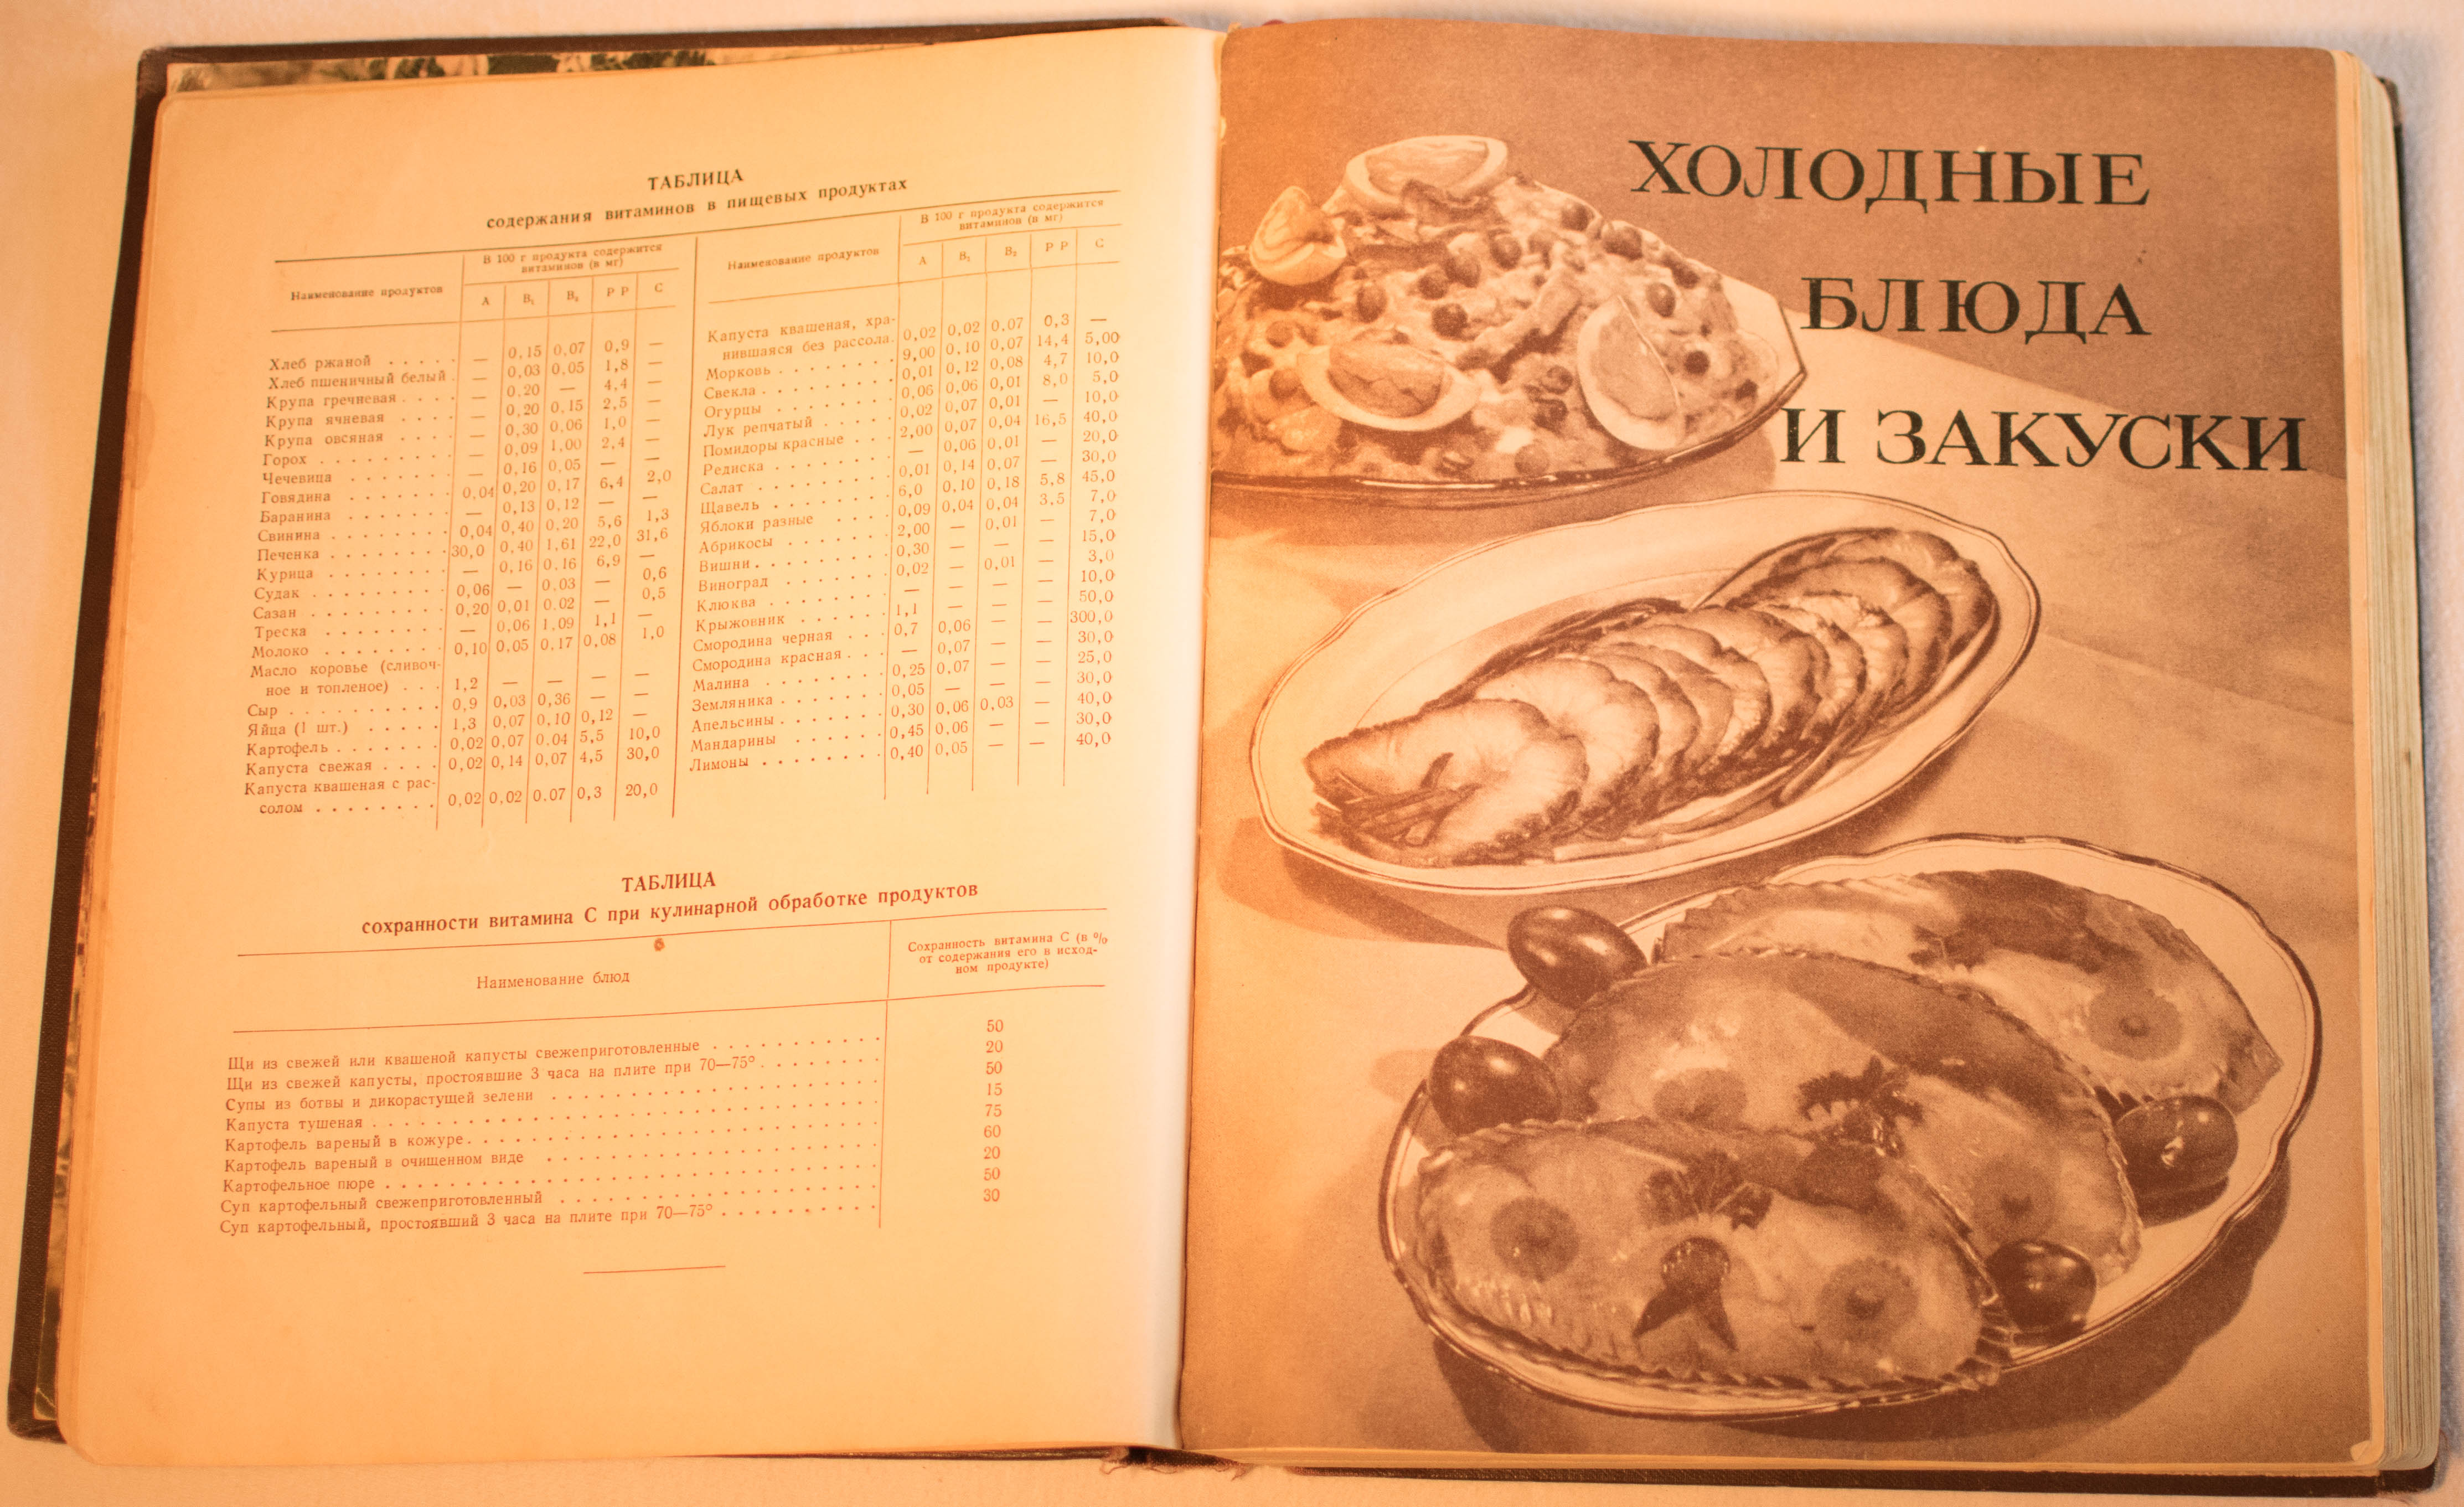 ТАБЛИЦА
содержания витаминов в пищевых продуктах
Наименование продуктов
В 100 г продукта содержится
витаминов (в мг)
А В₁ В₂ Р Р С
Хлеб ржаной . . . . . — 0,15 0,07 0,9 —
Хлеб пшеничный белый . — 0,03 0,05 1,8 —
Крупа гречневая . . . . — 0,20 — 4,4 —
Крупа ячневая . . . . — 0,20 0,15 2,5 —
Крупа овсяная . . . . — 0,30 0,06 1,0 —
Горох . . . . . . . . . — 0,09 1,00 2,4 —
Чечевица . . . . . . . — 0,16 0,05 — —
Говядина . . . . . . . 0,04 0,20 0,17 6,4 2,0
Баранина . . . . . . . — 0,13 0,12 — —
Свинина . . . . . . . . 0,04 0,40 0,20 5,6 1,3
Печенка . . . . . . . . 30,0 0,40 1,61 22,0 31,6
Курица . . . . . . . . — 0,16 0.16 6,9 —
Судак . . . . . . . . . 0,06 — 0.03 — 0,6
Сазан . . . . . . . . . 0,20 0,01 0.02 — 0,5
Треска . . . . . . . . — 0,06 1.09 1,1 —
Молоко . . . . . . . . 0,10 0,05 0.17 0,08 1,0
Масло коровье (сливоч-
ное и топленое) . . . 1,2 — — — —
Сыр . . . . . . . . . . 0,9 0,03 0,36 — —
Яйца (1 шт.) . . . . . 1,3 0,07 0,10 0,12 —
Картофель . . . . . . . 0,02 0,07 0.04 5,5 10,0
Капуста свежая . . . . 0,02 0,14 0,07 4,5 30,0
Капуста квашеная с рас-
солом . . . . . . . . 0,02 0,02 0.07 0,3 20,0
Наименование продуктов
В 100 г продукта содержится
витаминов (в мг)
А В₁ В₂ Р Р С
Капуста квашеная, хра-
нившаяся без рассола. 0,02 0,02 0,07 0,3 —
Морковь . . . . . . . . 9,00 0,10 0,07 14,4 5,00
Свекла . . . . . . . . . 0,01 0,12 0,08 4,7 10,0
Огурцы . . . . . . . . 0,06 0,06 0,01 8,0 5,0
Лук репчатый . . . . . 0,02 0,07 0,01 — 10,0
Помидоры красные . . . 2,00 0,07 0,04 16,5 40,0
Редиска . . . . . . . . — 0,06 0,01 — 20,0
Салат . . . . . . . . . 0,01 0,14 0,07 — 30,0
Щавель . . . . . . . . 6,0 0,10 0,18 5,8 45,0
Яблоки разные . . . . 0,09 0,04 0,04 3,5 7,0
Абрикосы . . . . . . . 2,00 — 0,01 — 7,0
Вишни . . . . . . . . . 0,30 — — — 15,0
Виноград . . . . . . . 0,02 — 0,01 — 3,0
Клюква . . . . . . . . — — — — 10,0
Крыжовник . . . . . . 1,1 — — — 50,0
Смородина черная . . . 0,7 0,06 — — 300,0
Смородина красная . . . — 0,07 — — 30,0
Малина . . . . . . . . 0,25 0,07 — — 25,0
Земляника . . . . . . . 0,05 — — — 30,0
Апельсины . . . . . . . 0,30 0,06 0,03 — 40,0
Мандарины . . . . . . 0,45 0,06 — — 30,0
Лимоны . . . . . . . . 0,40 0,05 — — 40,0
ТАБЛИЦА
сохранности витамина С при кулинарной обработке продуктов
Наименование блюд
Сохранность витамина С (в %
от содержания его в исход-
ном продукте)
Щи из свежей или квашеной капусты свежеприготовленные . . . . . . . . . . 50
Щи из свежей капусты, простоявшие 3 часа на плите при 70—75° . . . . . . . 20
Супы из ботвы и дикорастущей зелени . . . . . . . . . . . . . . . . 50
Капуста тушеная . . . . . . . . . . . . . . . . . . . . . . . . 15
Картофель вареный в кожуре . . . . . . . . . . . . . . . . . . . . 75
Картофель вареный в очищенном виде . . . . . . . . . . . . . . . . 60
Картофельное пюре . . . . . . . . . . . . . . . . . . . . . . . . 20
Суп картофельный свежеприготовленный . . . . . . . . . . . . . . . 50
Суп картофельный, простоявший 3 часа на плите при 70—75° . . . . . . . . . 30
ХОЛОДНЫЕ
БЛЮДА
И ЗАКУСКИ